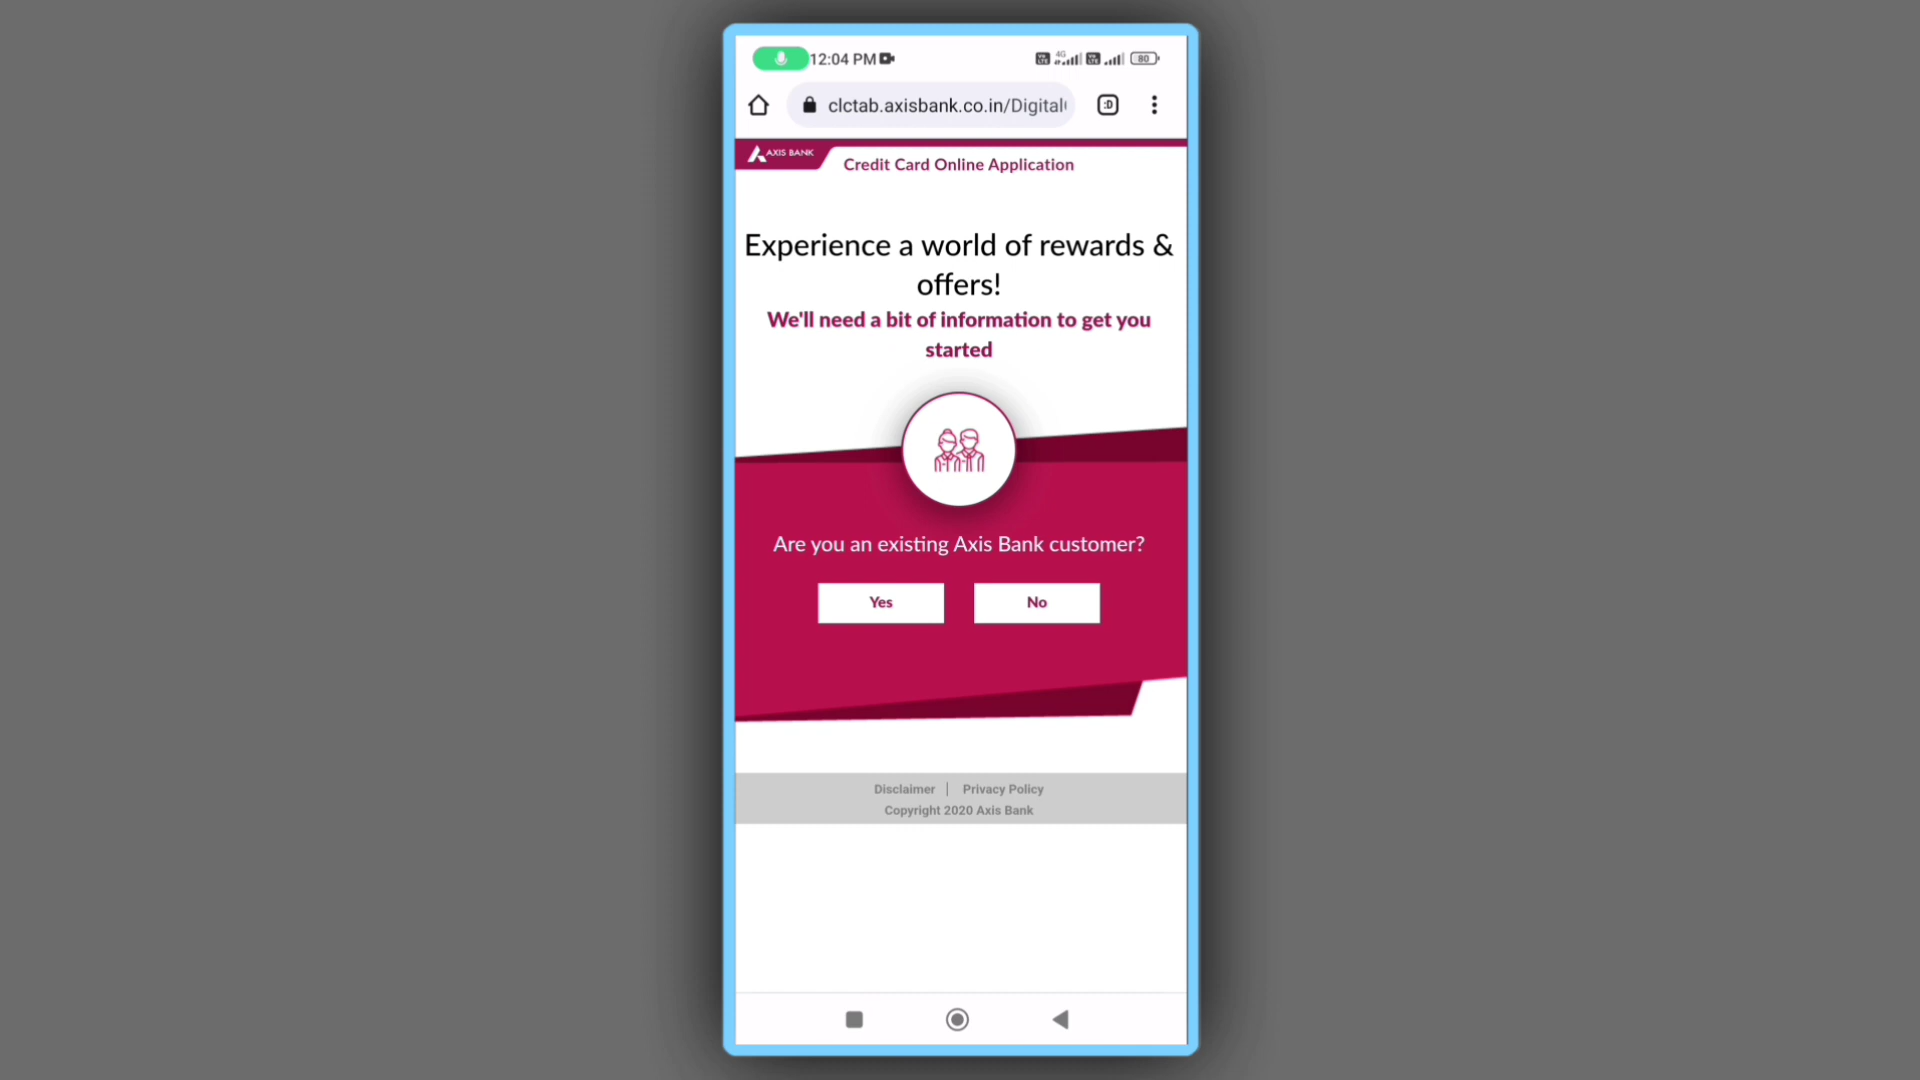 12:04 PM
4G
80
clctab.axisbank.co.in/Digital
:D
AXIS BANK
Credit Card Online Application
Experience a world of rewards &
offers!
We'll need a bit of information to get you
started
Are you an existing Axis Bank customer?
Yes
No
Disclaimer | Privacy Policy
Copyright 2020 Axis Bank